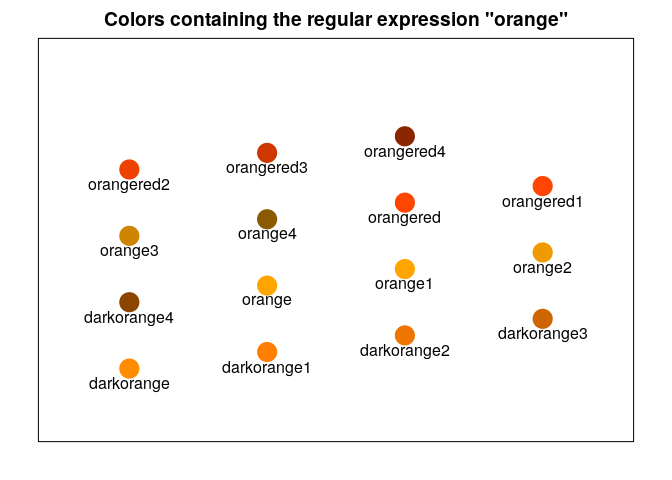 Colors containing the regular expression "orange"
orangered4
orangered3
orangered2
orangered1
orangered
orange4
orange3
orange2
orange1
orange
darkorange4
darkorange3
darkorange2
darkorange1
darkorange